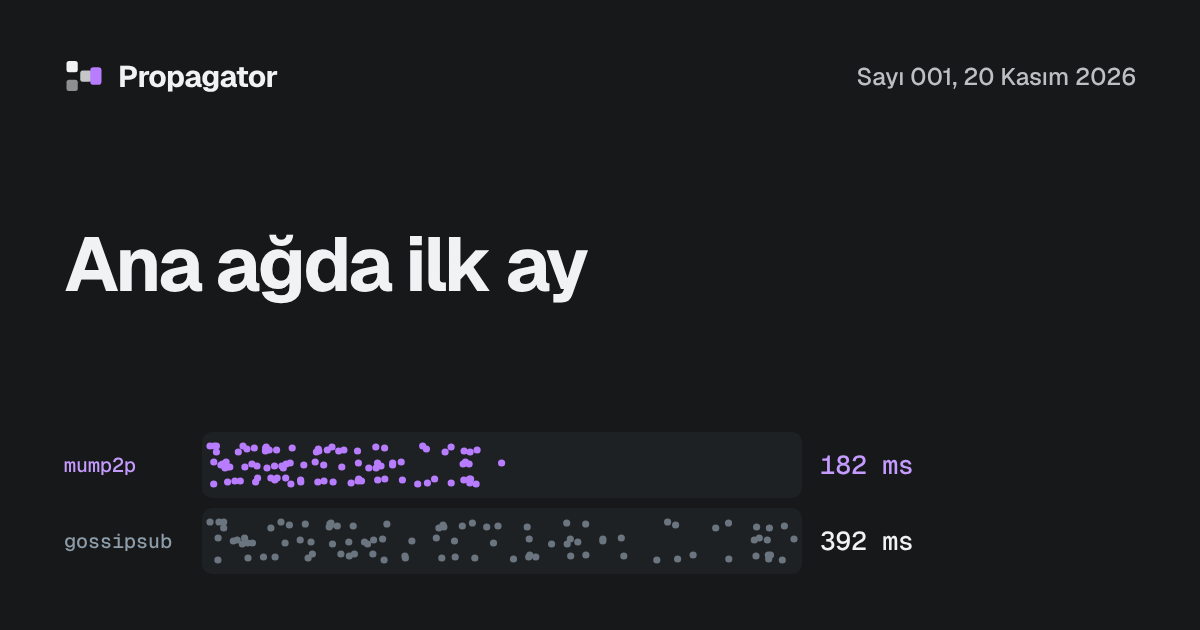 Propagator
Sayı 001, 20 Kasım 2026
Ana ağda ilk ay
mump2p
182 ms
gossipsub
392 ms